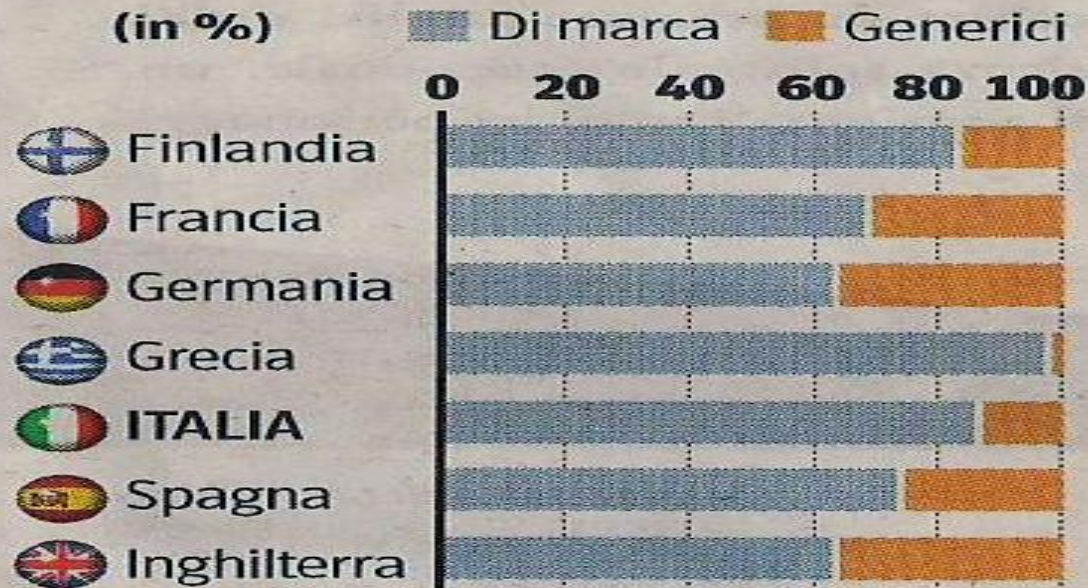 (in %) Di marca Generici
0 20 40 60 80 100
Finlandia
Francia
Germania
Grecia
ITALIA
Spagna
Inghilterra